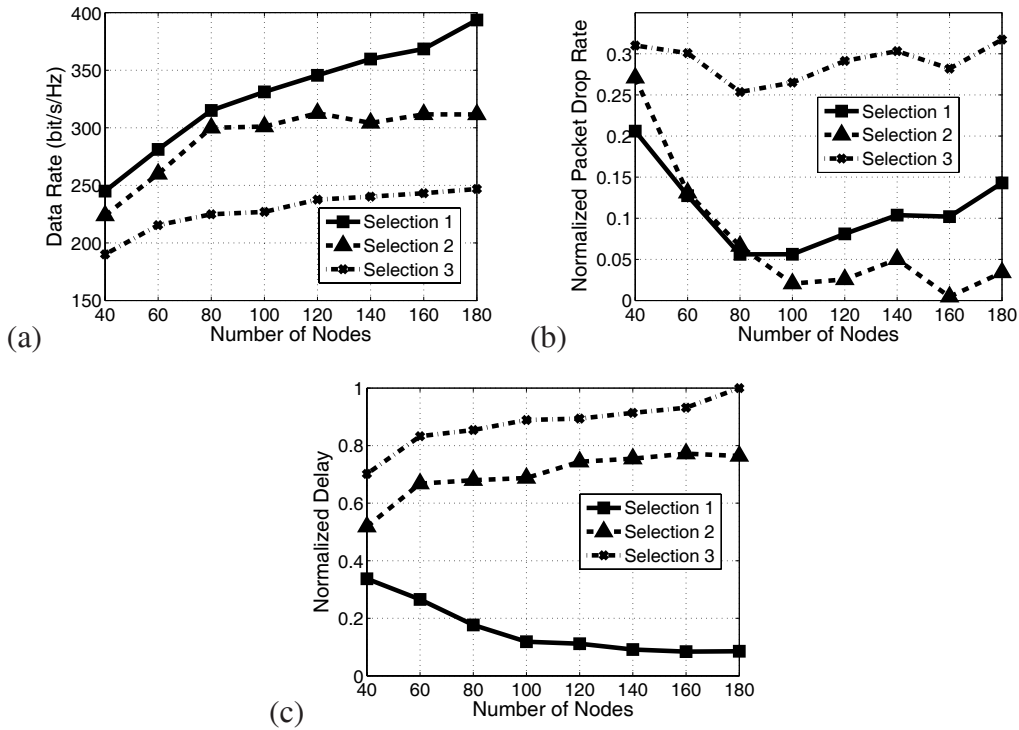 400
350
300
250
200
150
Data Rate (bit/s/Hz)
Selection 1
Selection 2
Selection 3
40 60 80 100 120 140 160 180
Number of Nodes
(a)
0.3
0.25
0.2
0.15
0.1
0.05
0
Normalized Packet Drop Rate
Selection 1
Selection 2
Selection 3
40 60 80 100 120 140 160 180
Number of Nodes
(b)
1
0.8
0.6
0.4
0.2
0
Normalized Delay
Selection 1
Selection 2
Selection 3
40 60 80 100 120 140 160 180
Number of Nodes
(c)